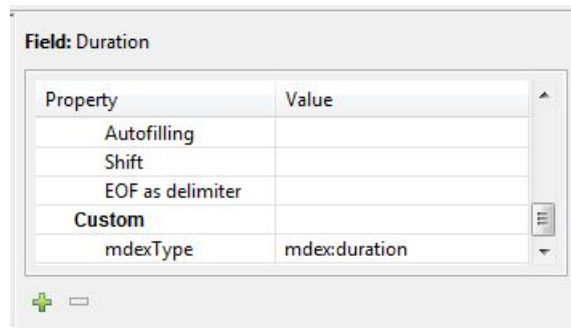 Field: Duration
Property Value
Autofilling
Shift
EOF as delimiter
Custom
mdexType mdex:duration